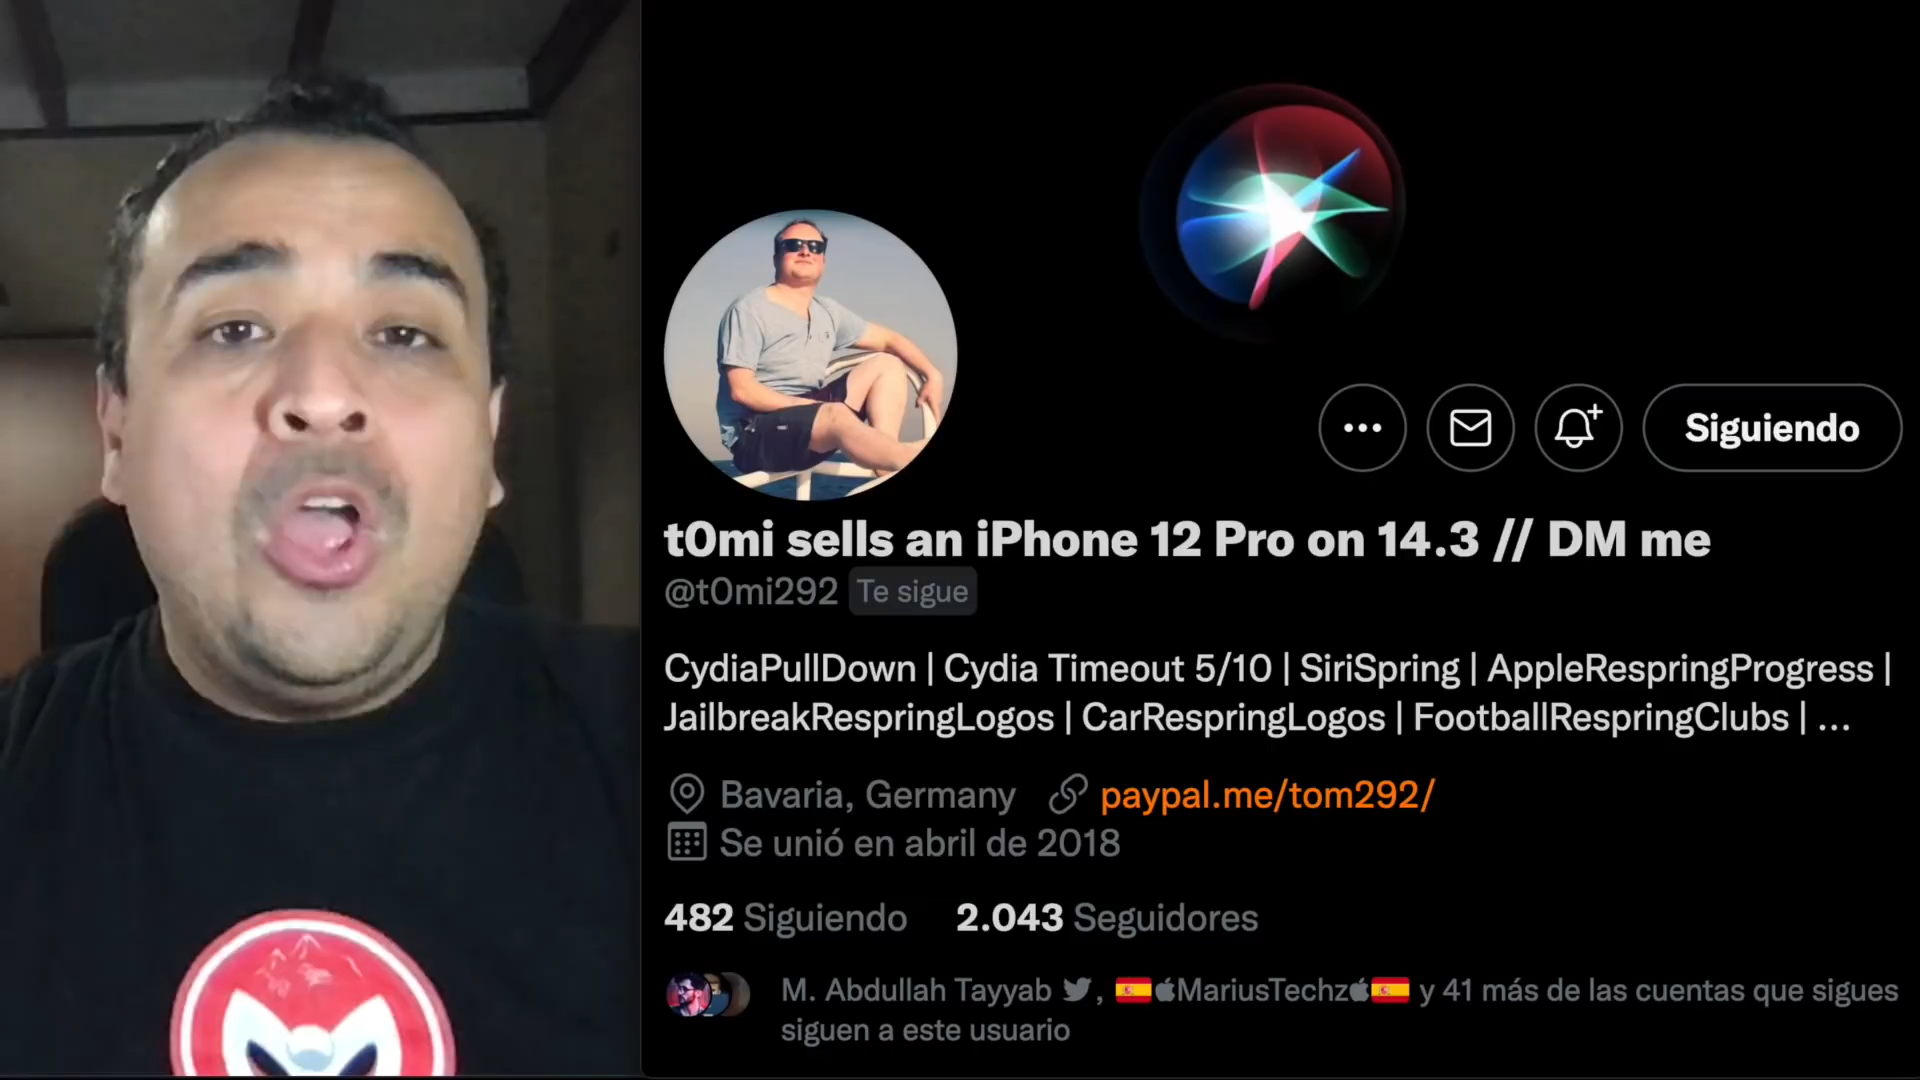 Siguiendo
t0mi sells an iPhone 12 Pro on 14.3 // DM me
@t0mi292 Te sigue
CydiaPullDown | Cydia Timeout 5/10 | SiriSpring | AppleRespringProgress |
JailbreakRespringLogos | CarRespringLogos | FootballRespringClubs | ...
Bavaria, Germany paypal.me/tom292/
Se unió en abril de 2018
482 Siguiendo 2.043 Seguidores
M. Abdullah Tayyab, 🇪🇸MariusTechz🇪🇸 y 41 más de las cuentas que sigues
siguen a este usuario